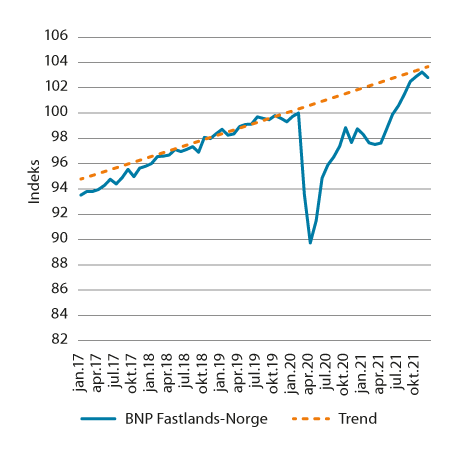 106
104
102
100
98
96
94
92
90
88
86
84
82
Indeks
jan.17
apr.17
jul.17
okt.17
jan.18
apr.18
jul.18
okt.18
jan.19
apr.19
jul.19
okt.19
jan.20
apr.20
jul.20
okt.20
jan.21
apr.21
jul.21
okt.21
BNP Fastlands-Norge Trend